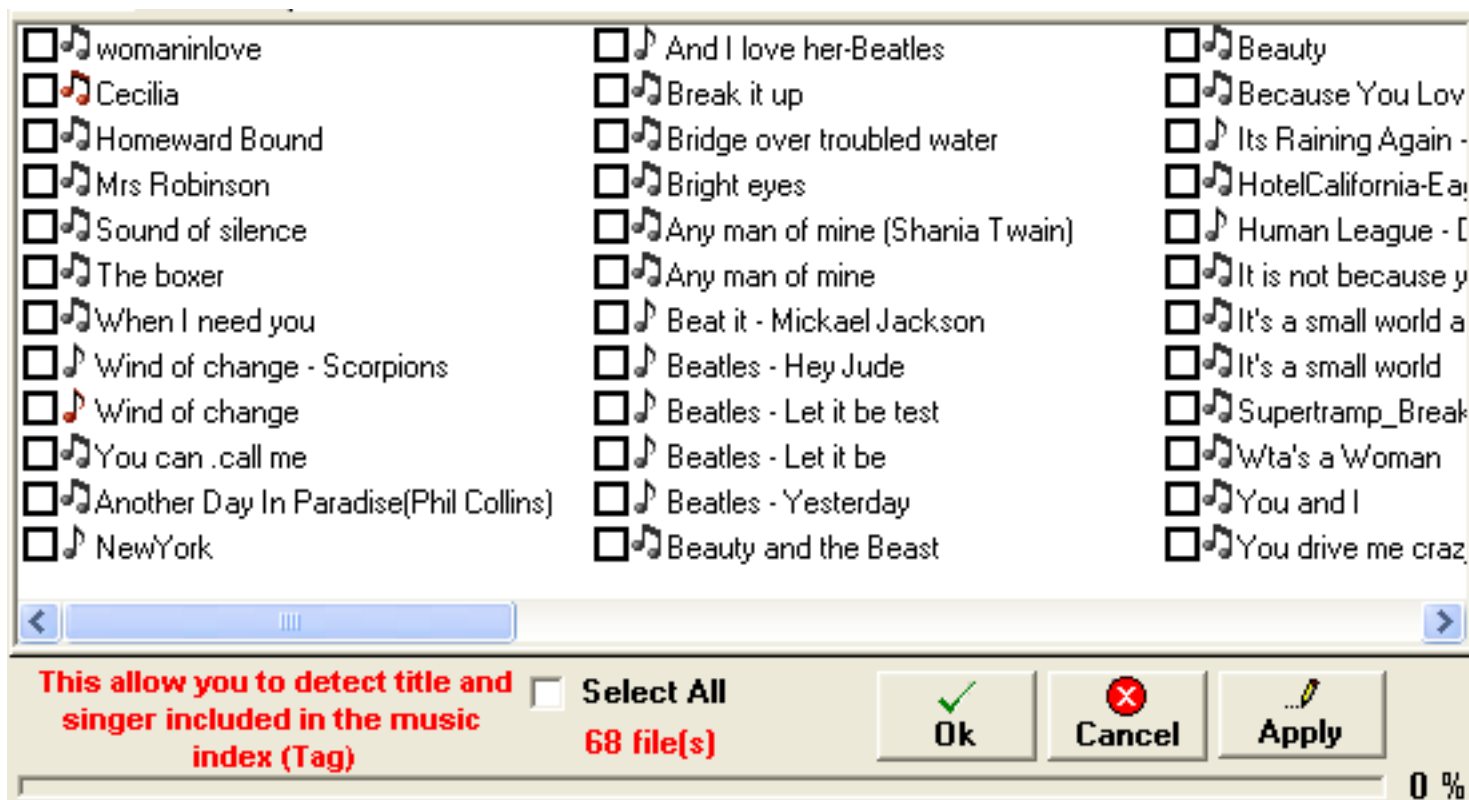 womaninlove
Cecilia
Homeward Bound
Mrs Robinson
Sound of silence
The boxer
When I need you
Wind of change - Scorpions
Wind of change
You can .call me
Another Day In Paradise(Phil Collins)
NewYork
And I love her-Beatles
Break it up
Bridge over troubled water
Bright eyes
Any man of mine (Shania Twain)
Any man of mine
Beat it - Mickael Jackson
Beatles - Hey Jude
Beatles - Let it be test
Beatles - Let it be
Beatles - Yesterday
Beauty and the Beast
Beauty
Because You Lov
Its Raining Again -
HotelCalifornia-Ea
Human League -
It is not because y
It's a small world a
It's a small world
Supertramp_Break
Wta's a Woman
You and I
You drive me craz
This allow you to detect title and
singer included in the music
index (Tag)
Select All
68 file(s)
Ok
Cancel
Apply
0 %